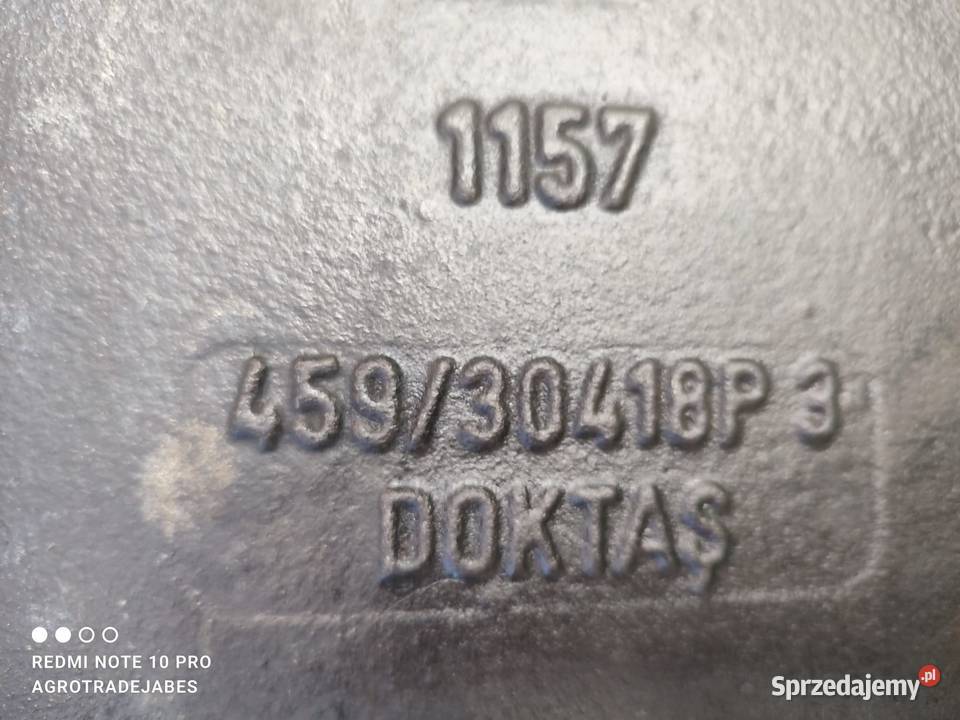 1157
459/30418P 3
DOKTAŞ
REDMI NOTE 10 PRO
AGROTRADEJABES
Sprzedajemy.pl